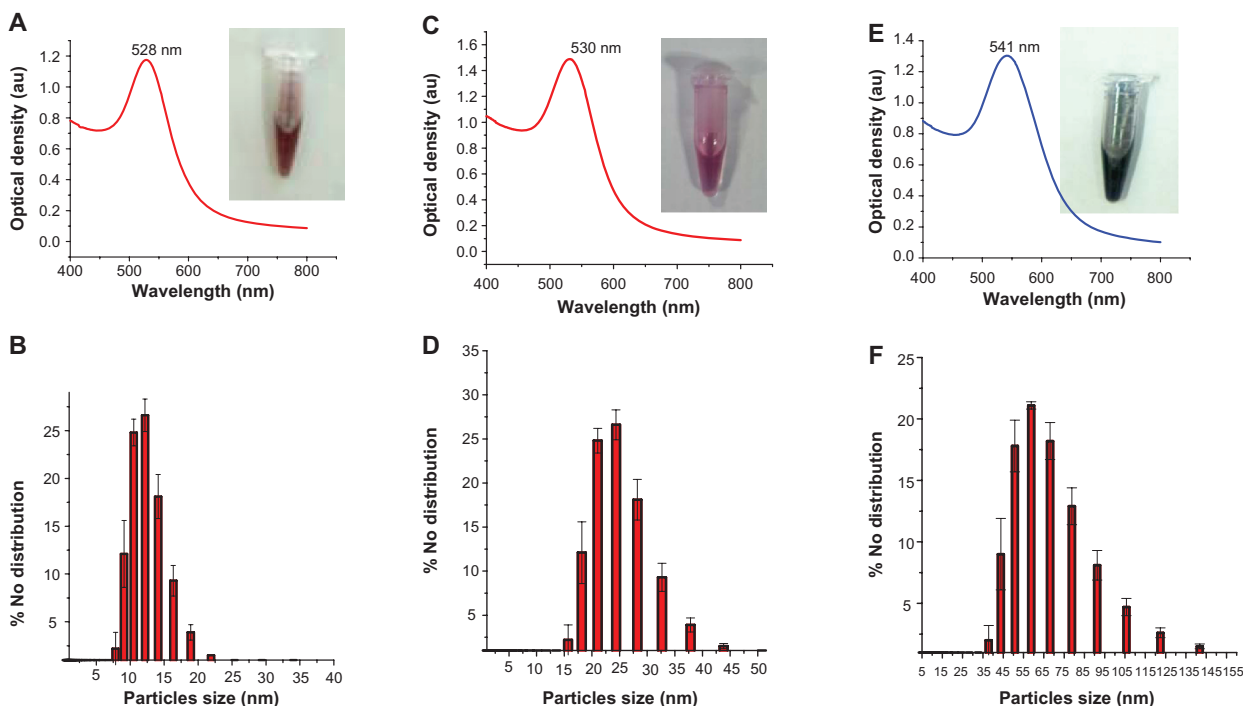 A
528 nm
1.2
1.0
0.8
0.6
0.4
0.2
0.0
Optical density (au)
400 500 600 700 800
Wavelength (nm)
C
530 nm
1.6
1.4
1.2
1.0
0.8
0.6
0.4
0.2
0.0
Optical density (au)
400 500 600 700 800
Wavelength (nm)
E
541 nm
1.4
1.2
1.0
0.8
0.6
0.4
0.2
0.0
Optical density (au)
400 500 600 700 800
Wavelength (nm)
B
25
20
15
10
5
% No distribution
5 10 15 20 25 30 35 40
Particles size (nm)
D
35
30
25
20
15
10
5
% No distribution
5 10 15 20 25 30 35 40 45 50
Particles size (nm)
F
25
20
15
10
5
% No distribution
5 15 25 35 45 55 65 75 85 95 105 125 145 155
Particles size (nm)